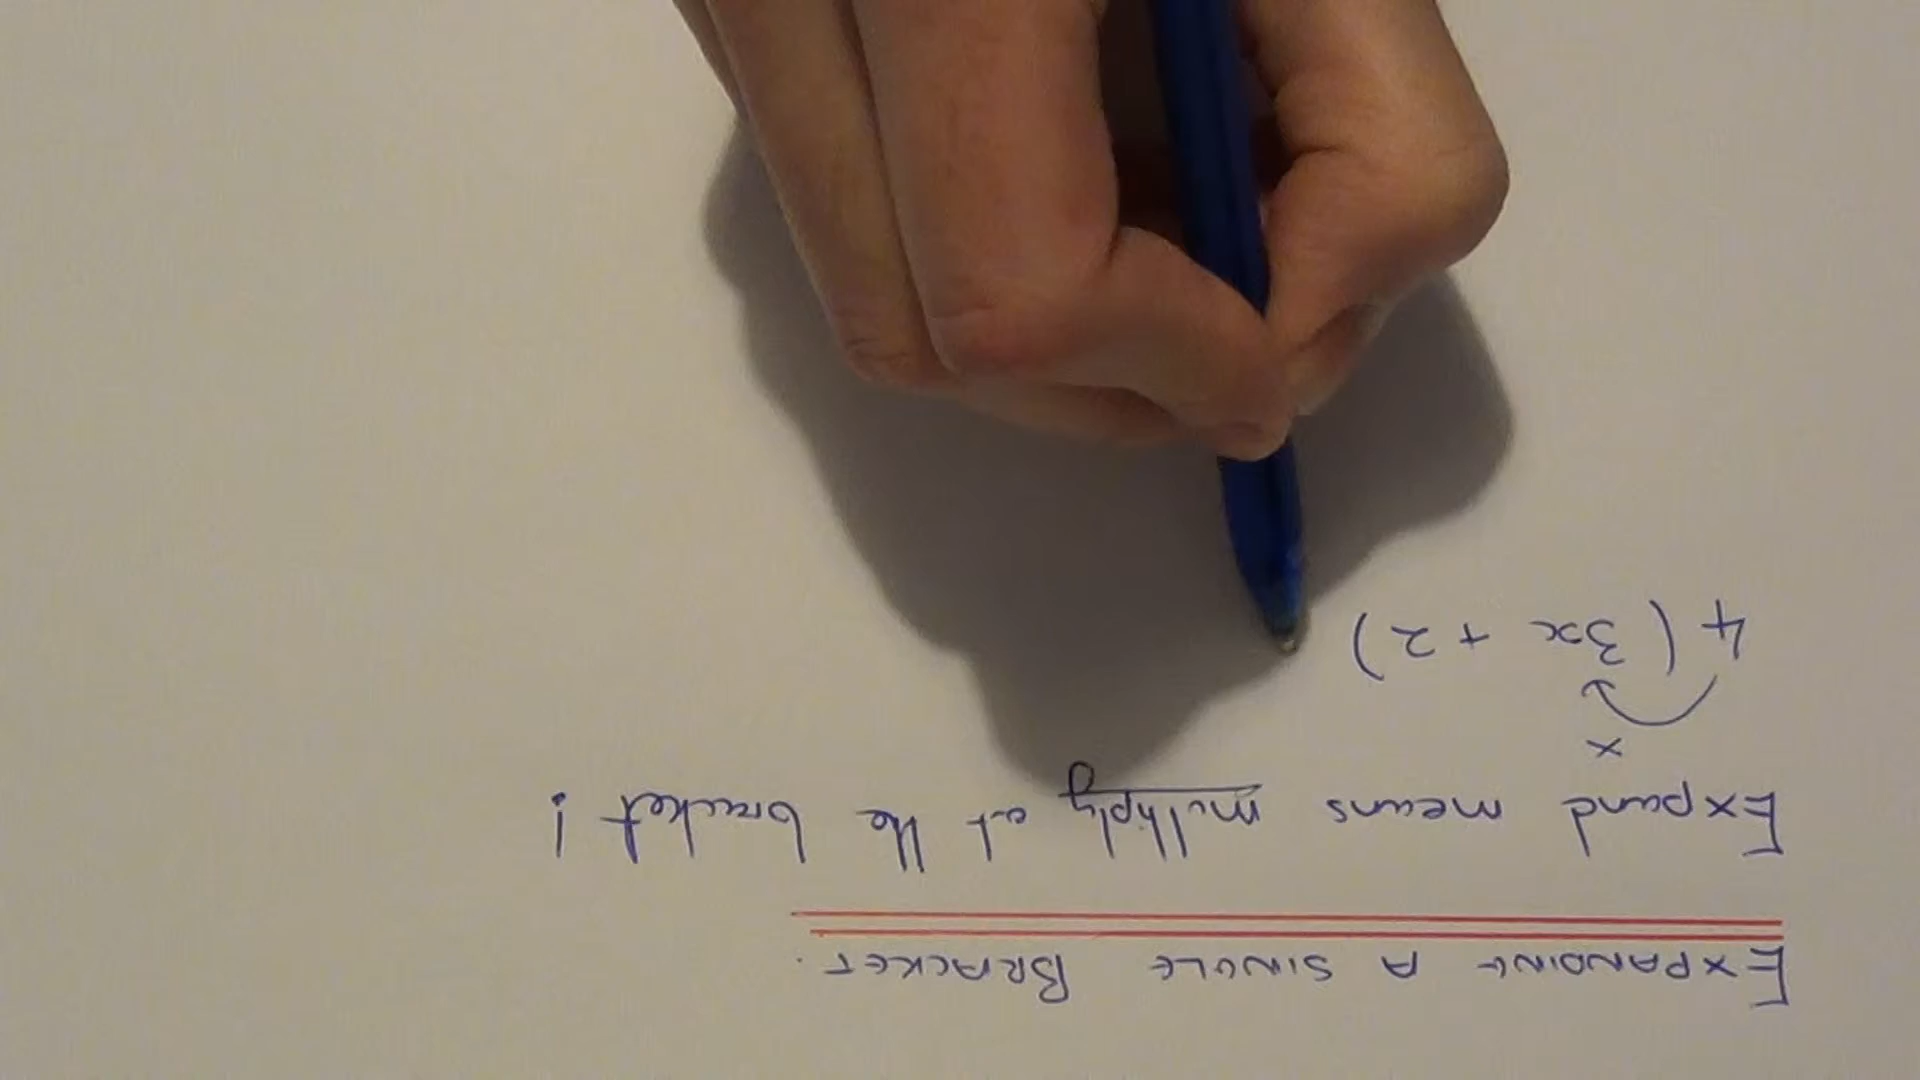 EXPANDING A SINGLE BRACKET.
Expand means multiply out the bracket!
×
4(3x + 2)